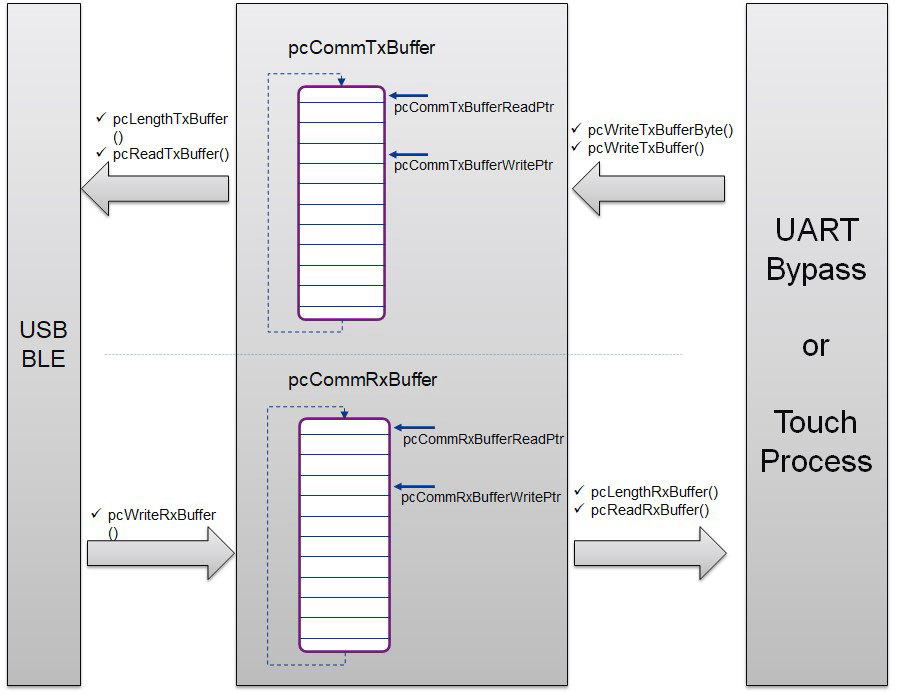 USB
BLE
✓ pcLengthTxBuffer
()
✓ pcReadTxBuffer()
pcCommTxBuffer
pcCommTxBufferReadPtr
pcCommTxBufferWritePtr
✓ pcWriteTxBufferByte()
✓ pcWriteTxBuffer()
✓ pcWriteRxBuffer
()
pcCommRxBuffer
pcCommRxBufferReadPtr
pcCommRxBufferWritePtr
✓ pcLengthRxBuffer()
✓ pcReadRxBuffer()
UART
Bypass
or
Touch
Process